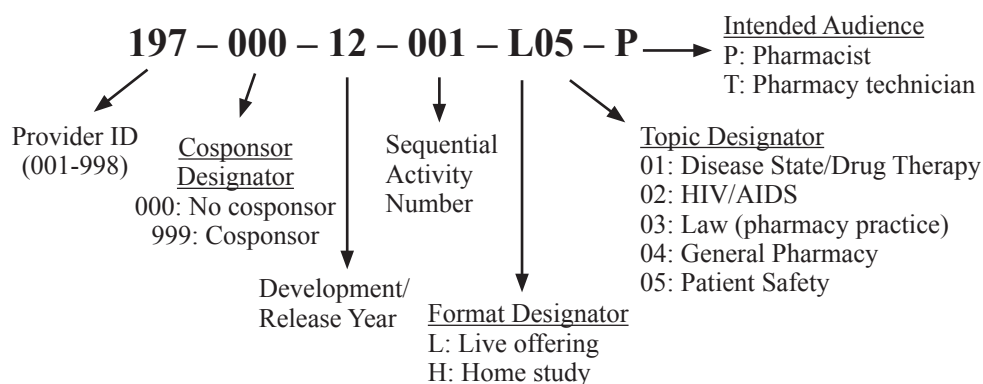 197 – 000 – 12 – 001 – L05 – P
Intended Audience
P: Pharmacist
T: Pharmacy technician
Provider ID
(001-998)
Cosponsor
Designator
000: No cosponsor
999: Cosponsor
Development/
Release Year
Sequential
Activity
Number
Format Designator
L: Live offering
H: Home study
Topic Designator
01: Disease State/Drug Therapy
02: HIV/AIDS
03: Law (pharmacy practice)
04: General Pharmacy
05: Patient Safety